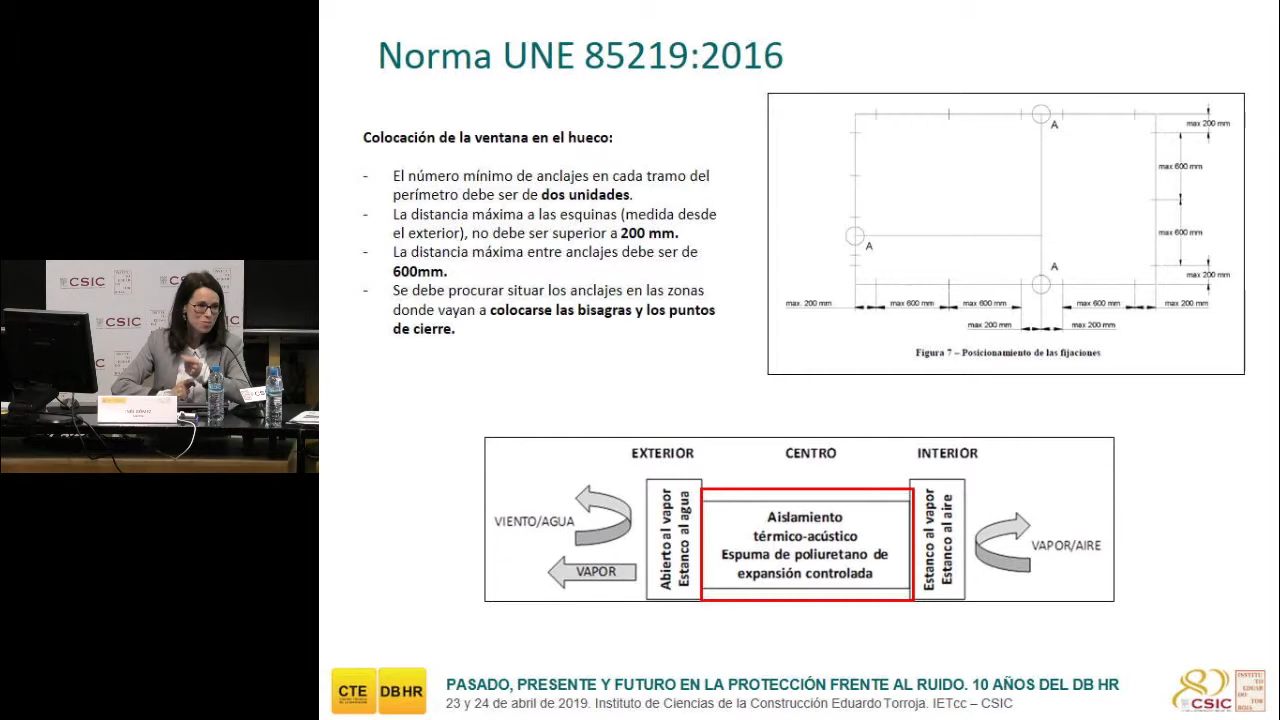 Norma UNE 85219:2016
Colocación de la ventana en el hueco:
- El número mínimo de anclajes en cada tramo del
perímetro debe ser de dos unidades.
- La distancia máxima a las esquinas (medida desde
el exterior), no debe ser superior a 200 mm.
- La distancia máxima entre anclajes debe ser de
600mm.
- Se debe procurar situar los anclajes en las zonas
donde vayan a colocarse las bisagras y los puntos
de cierre.
A
max 200 mm
max 600 mm
A
max 600 mm
A
max 200 mm
max. 200 mm
max 600 mm
max 600 mm
max 600 mm
max 200 mm
max 200 mm
max 200 mm
Figura 7 – Posicionamiento de las fijaciones
EXTERIOR CENTRO INTERIOR
VIENTO/AGUA
VAPOR
Abierto al vapor
Estanco al agua
Aislamiento
térmico-acústico
Espuma de poliuretano de
expansión controlada
Estanco al vapor
Estanco al aire
VAPOR/AIRE
CSIC
CSIC
CSIC
CSIC
CTE
DB HR
PASADO, PRESENTE Y FUTURO EN LA PROTECCIÓN FRENTE AL RUIDO. 10 AÑOS DEL DB HR
23 y 24 de abril de 2019. Instituto de Ciencias de la Construcción Eduardo Torroja. IETcc – CSIC
CSIC
INSTITU
TO
EDUAR
DO TOR
ROJA